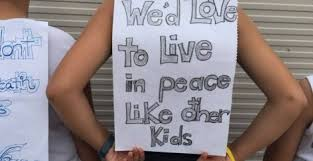 We'd Love
to Live
in peace
Like other
Kids